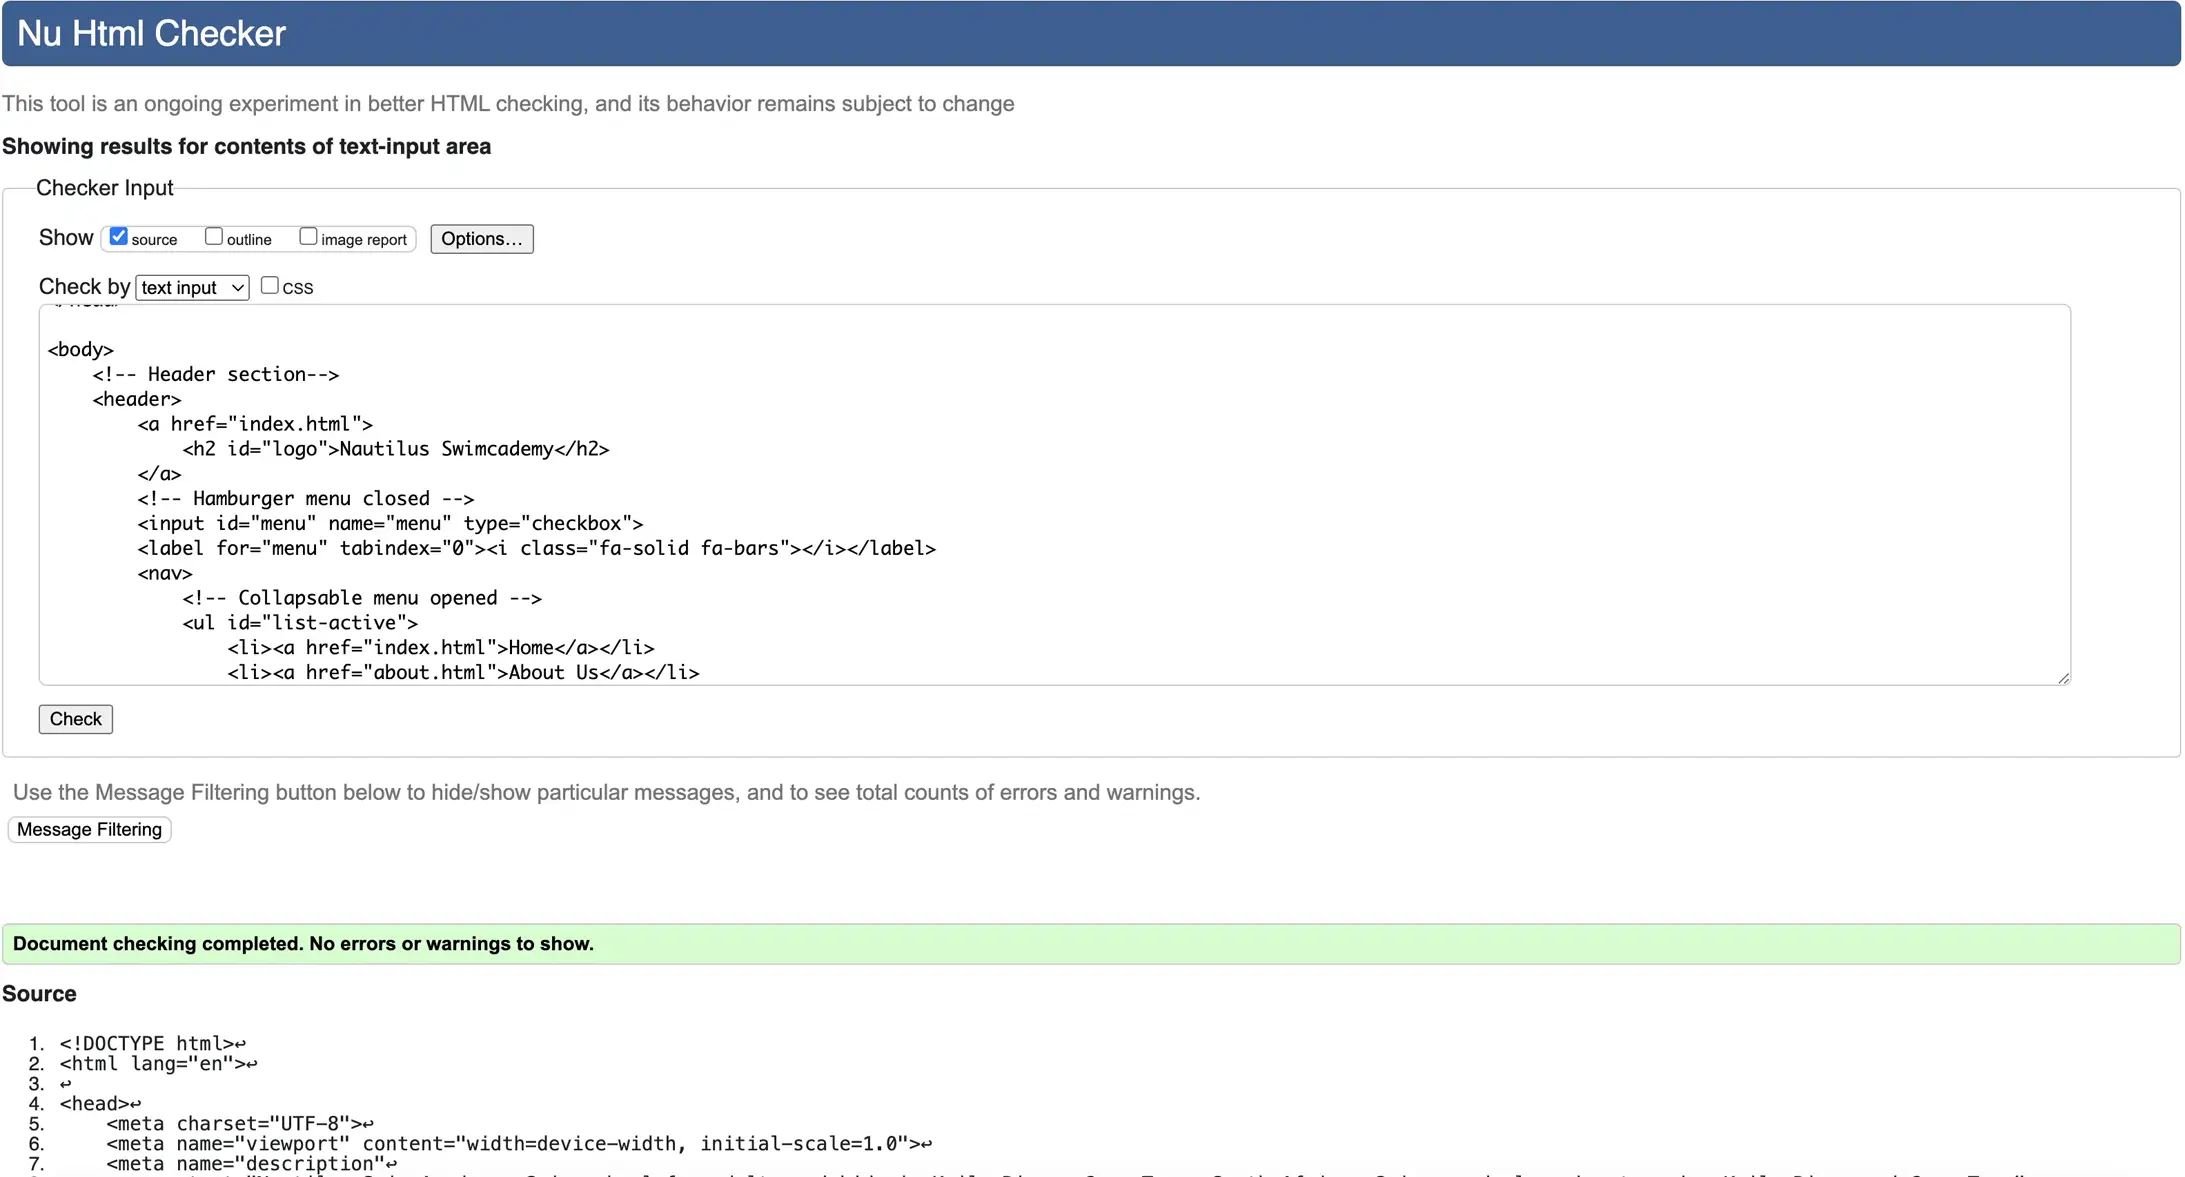 Nu Html Checker
This tool is an ongoing experiment in better HTML checking, and its behavior remains subject to change
Showing results for contents of text-input area
Checker Input
Show source outline image report Options...
Check by text input CSS
<body>
<!-- Header section-->
<header>
<a href="index.html">
<h2 id="logo">Nautilus Swimcademy</h2>
</a>
<!-- Hamburger menu closed -->
<input id="menu" name="menu" type="checkbox">
<label for="menu" tabindex="0"><i class="fa-solid fa-bars"></i></label>
<nav>
<!-- Collapsable menu opened -->
<ul id="list-active">
<li><a href="index.html">Home</a></li>
<li><a href="about.html">About Us</a></li>
Check
Use the Message Filtering button below to hide/show particular messages, and to see total counts of errors and warnings.
Message Filtering
Document checking completed. No errors or warnings to show.
Source
1. <!DOCTYPE html>↩
2. <html lang="en">↩
3. ↩
4. <head>↩
5. <meta charset="UTF-8">↩
6. <meta name="viewport" content="width=device-width, initial-scale=1.0">↩
7. <meta name="description"↩